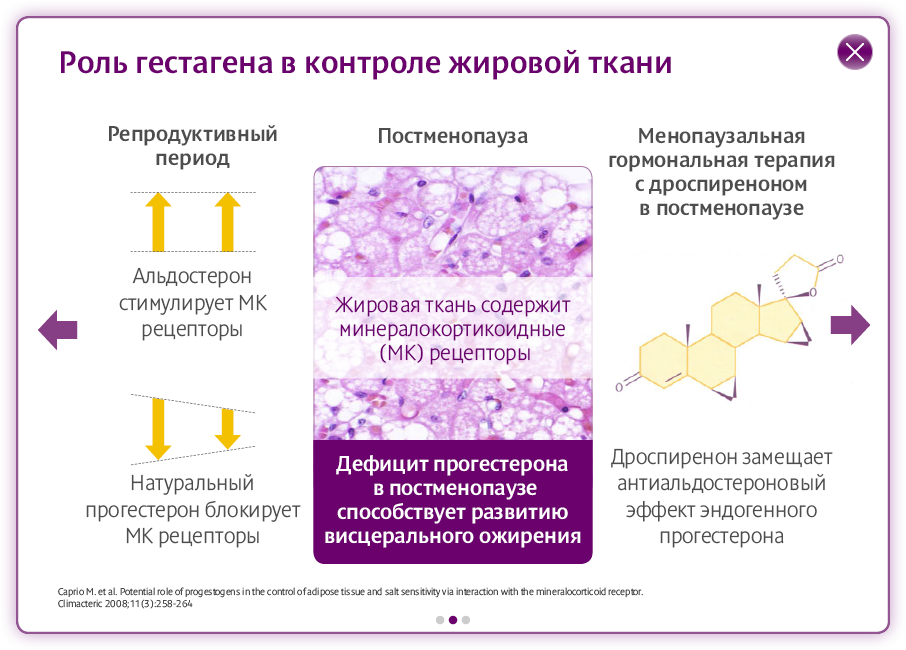 Роль гестагена в контроле жировой ткани
Репродуктивный
период
Альдостерон
стимулирует МК
рецепторы
Натуральный
прогестерон блокирует
МК рецепторы
Постменопауза
Жировая ткань содержит
минералокортикоидные
(МК) рецепторы
Дефицит прогестерона
в постменопаузе
способствует развитию
висцерального ожирения
Менопаузальная
гормональная терапия
с дроспиреноном
в постменопаузе
O
O
O
Дроспиренон замещает
антиальдостероновый
эффект эндогенного
прогестерона
Caprio M. et al. Potential role of progestogens in the control of adipose tissue and salt sensitivity via interaction with the mineralocorticoid receptor.
Climacteric 2008;11(3):258-264